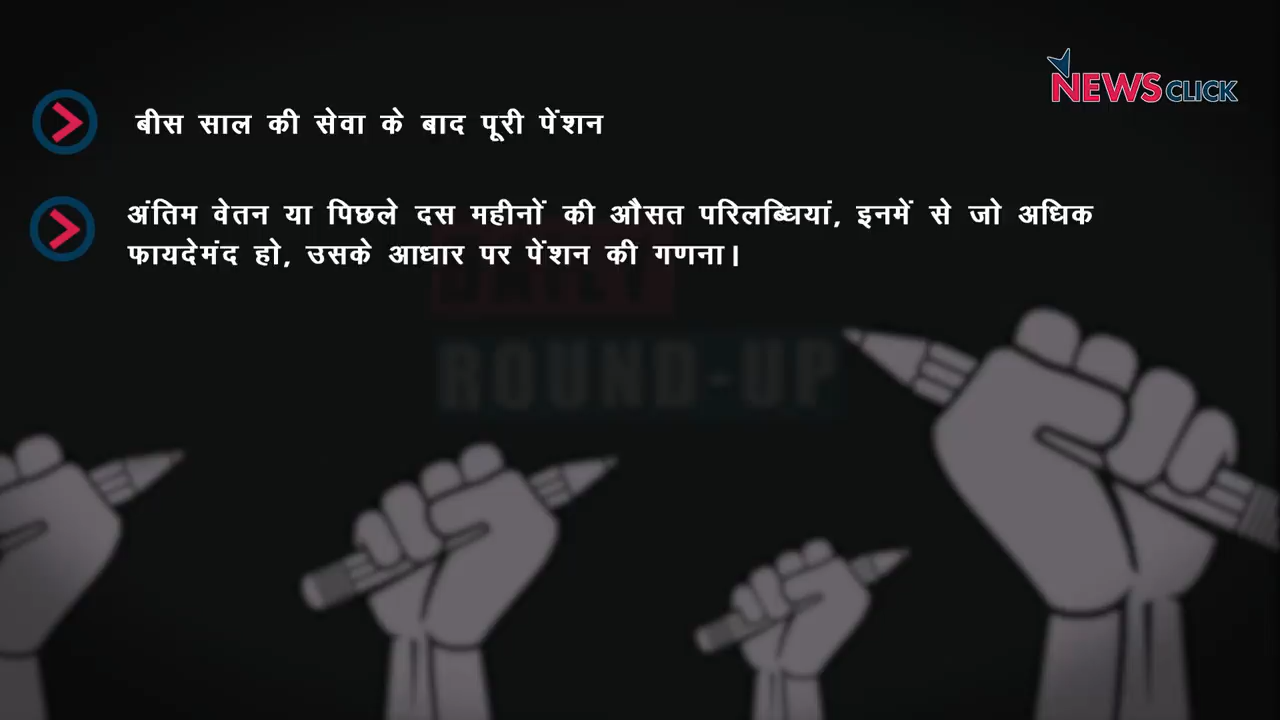 NEWSCLICK
बीस साल की सेवा के बाद पूरी पेंशन
अंतिम वेतन या पिछले दस महीनों की औसत परिलब्धियां, इनमें से जो अधिक
फायदेमंद हो, उसके आधार पर पेंशन की गणना।
DAILY
ROUND-UP